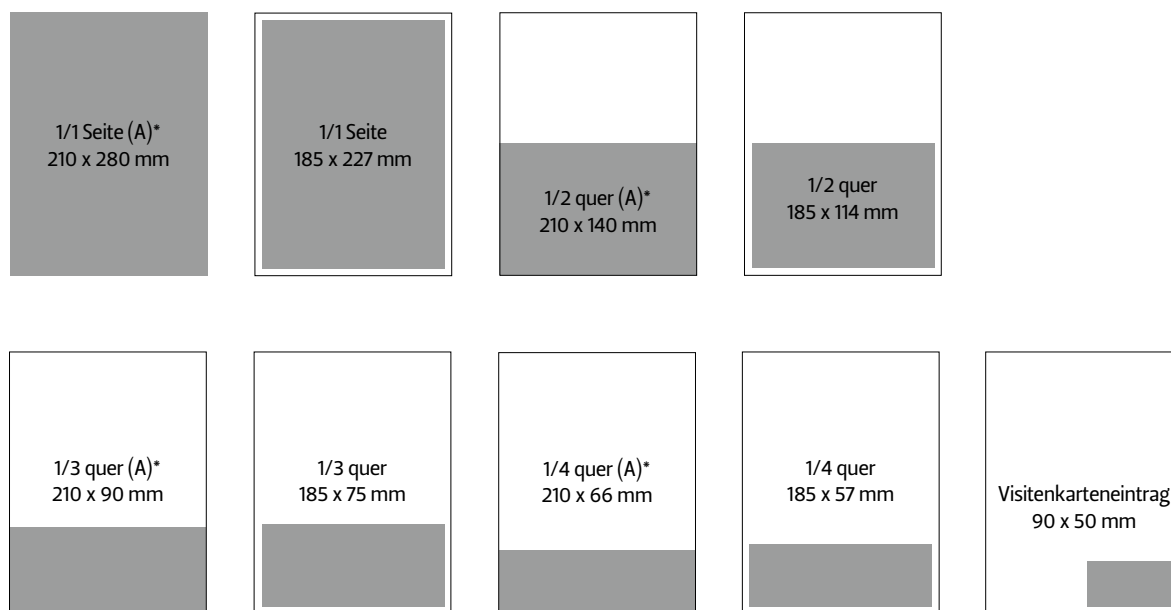 1/1 Seite (A)*
210 x 280 mm
1/1 Seite
185 x 227 mm
1/2 quer (A)*
210 x 140 mm
1/2 quer
185 x 114 mm
1/3 quer (A)*
210 x 90 mm
1/3 quer
185 x 75 mm
1/4 quer (A)*
210 x 66 mm
1/4 quer
185 x 57 mm
Visitenkarteneintrag
90 x 50 mm